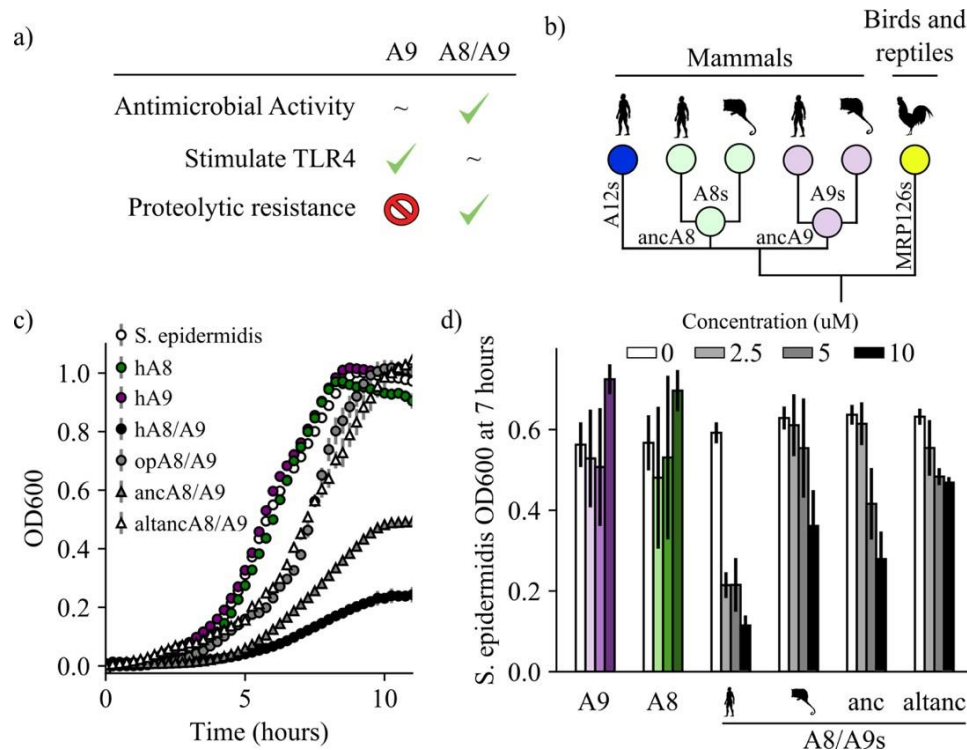 a)
A9 A8/A9
Antimicrobial Activity ~
Stimulate TLR4 ~
Proteolytic resistance
b)
Birds and
reptiles
Mammals
A12s
A8s
A9s
MRP126s
ancA8
ancA9
c)
S. epidermidis
hA8
hA9
hA8/A9
opA8/A9
ancA8/A9
altancA8/A9
OD600
1.0
0.8
0.6
0.4
0.2
0.0
0 5 10
Time (hours)
d)
Concentration (uM)
0 2.5 5 10
S. epidermidis OD600 at 7 hours
0.6
0.4
0.2
0.0
A9 A8 anc altanc
A8/A9s